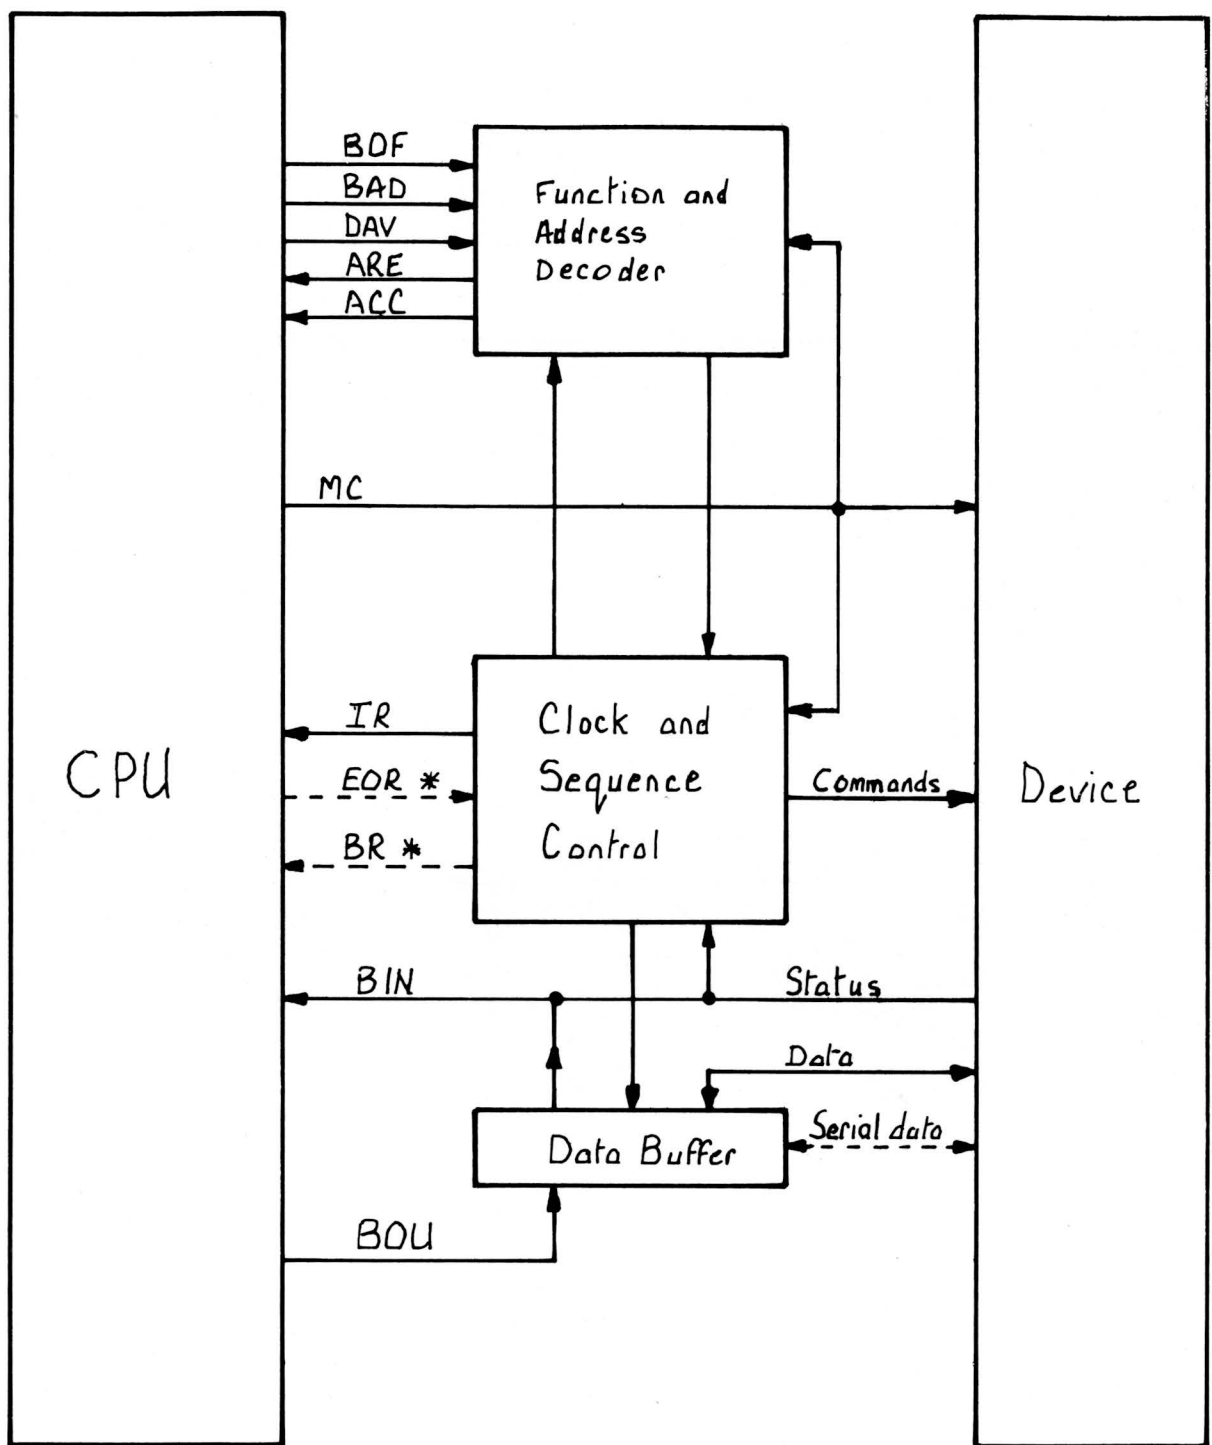 BOF
BAD
DAV
ARE
ACC
Function and
Address
Decoder
MC
CPU
IR
EOR *
BR *
Clock and
Sequence
Control
Commands
Device
BIN
Status
Data
Serial data
Data Buffer
BOU